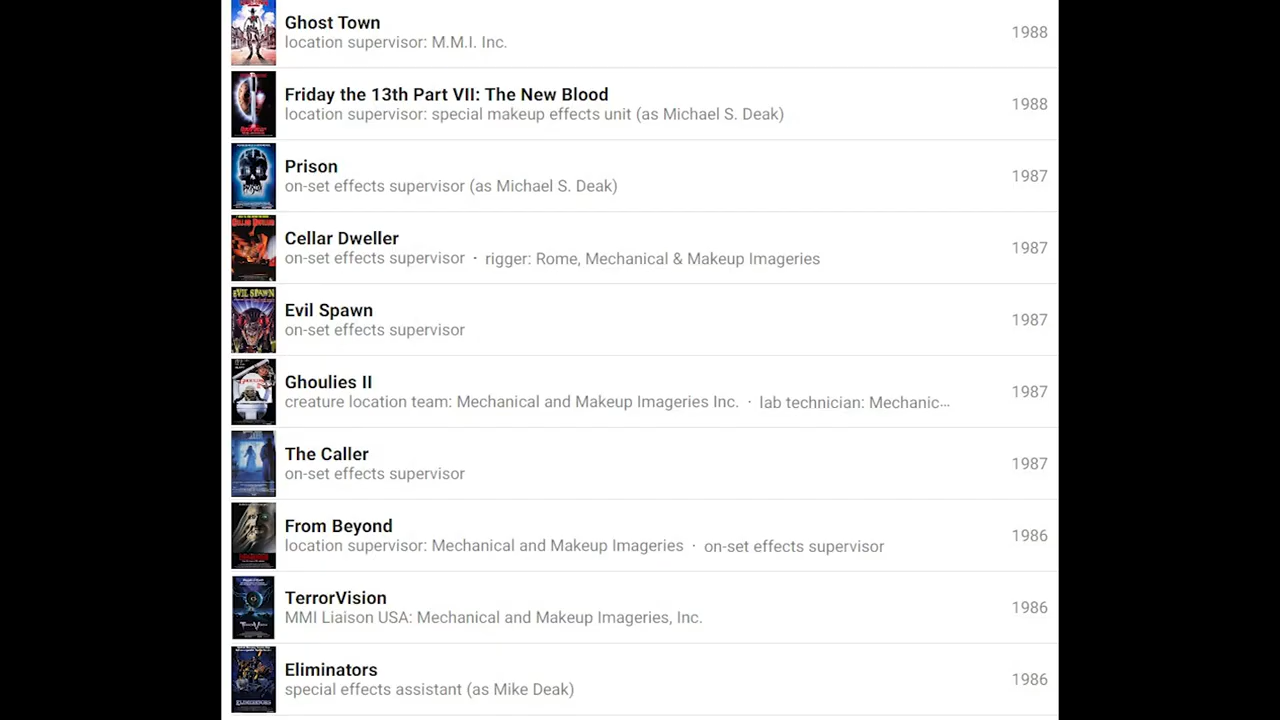 Ghost Town
location supervisor: M.M.I. Inc.
1988
Friday the 13th Part VII: The New Blood
location supervisor: special makeup effects unit (as Michael S. Deak)
1988
Prison
on-set effects supervisor (as Michael S. Deak)
1987
Cellar Dweller
on-set effects supervisor · rigger: Rome, Mechanical & Makeup Imageries
1987
EVIL SPAWN
Evil Spawn
on-set effects supervisor
1987
Ghoulies II
creature location team: Mechanical and Makeup Imageries Inc. · lab technician: Mechanic...
1987
The Caller
on-set effects supervisor
1987
From Beyond
location supervisor: Mechanical and Makeup Imageries on-set effects supervisor
1986
TerrorVision
MMI Liaison USA: Mechanical and Makeup Imageries, Inc.
1986
Eliminators
special effects assistant (as Mike Deak)
1986
ELIMINATORS